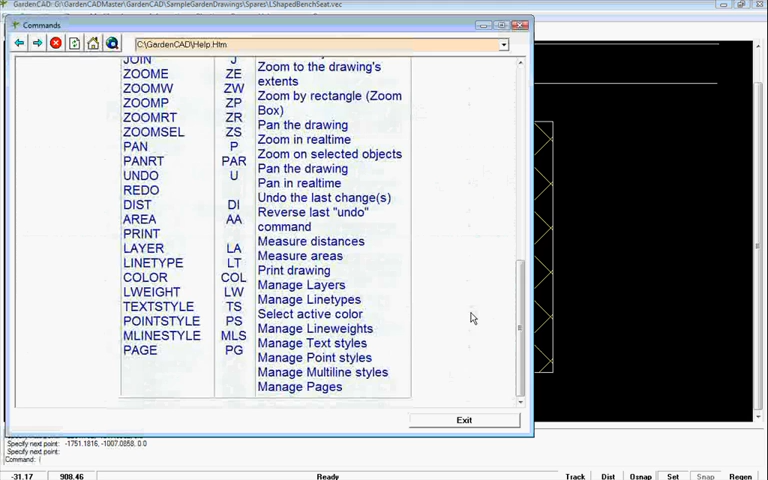 GardenCAD: G:\GardenCADMaster\GardenCAD\SampleGardenDrawings\Spares\LShapedBenchSeat.vec
Commands
C:\GardenCAD\Help.Htm
JOIN J
ZOOME ZE Zoom to the drawing's extents
ZOOMW ZW Zoom by rectangle (Zoom Box)
ZOOMP ZP Pan the drawing
ZOOMRT ZR Zoom in realtime
ZOOMSEL ZS Zoom on selected objects
PAN P Pan the drawing
PANRT PAR Pan in realtime
UNDO U Undo the last change(s)
REDO Reverse last "undo" command
DIST DI Measure distances
AREA AA Measure areas
PRINT Print drawing
LAYER LA Manage Layers
LINETYPE LT Manage Linetypes
COLOR COL Select active color
LWEIGHT LW Manage Lineweights
TEXTSTYLE TS Manage Text styles
POINTSTYLE PS Manage Point styles
MLINESTYLE MLS Manage Multiline styles
PAGE PG Manage Pages
Exit
Specify next point: -1751.1816, -1007.0858, 0.0
Specify next point:
Command: (
-31.17 908.46 Ready Track Dist Osnap Set Snap Regen